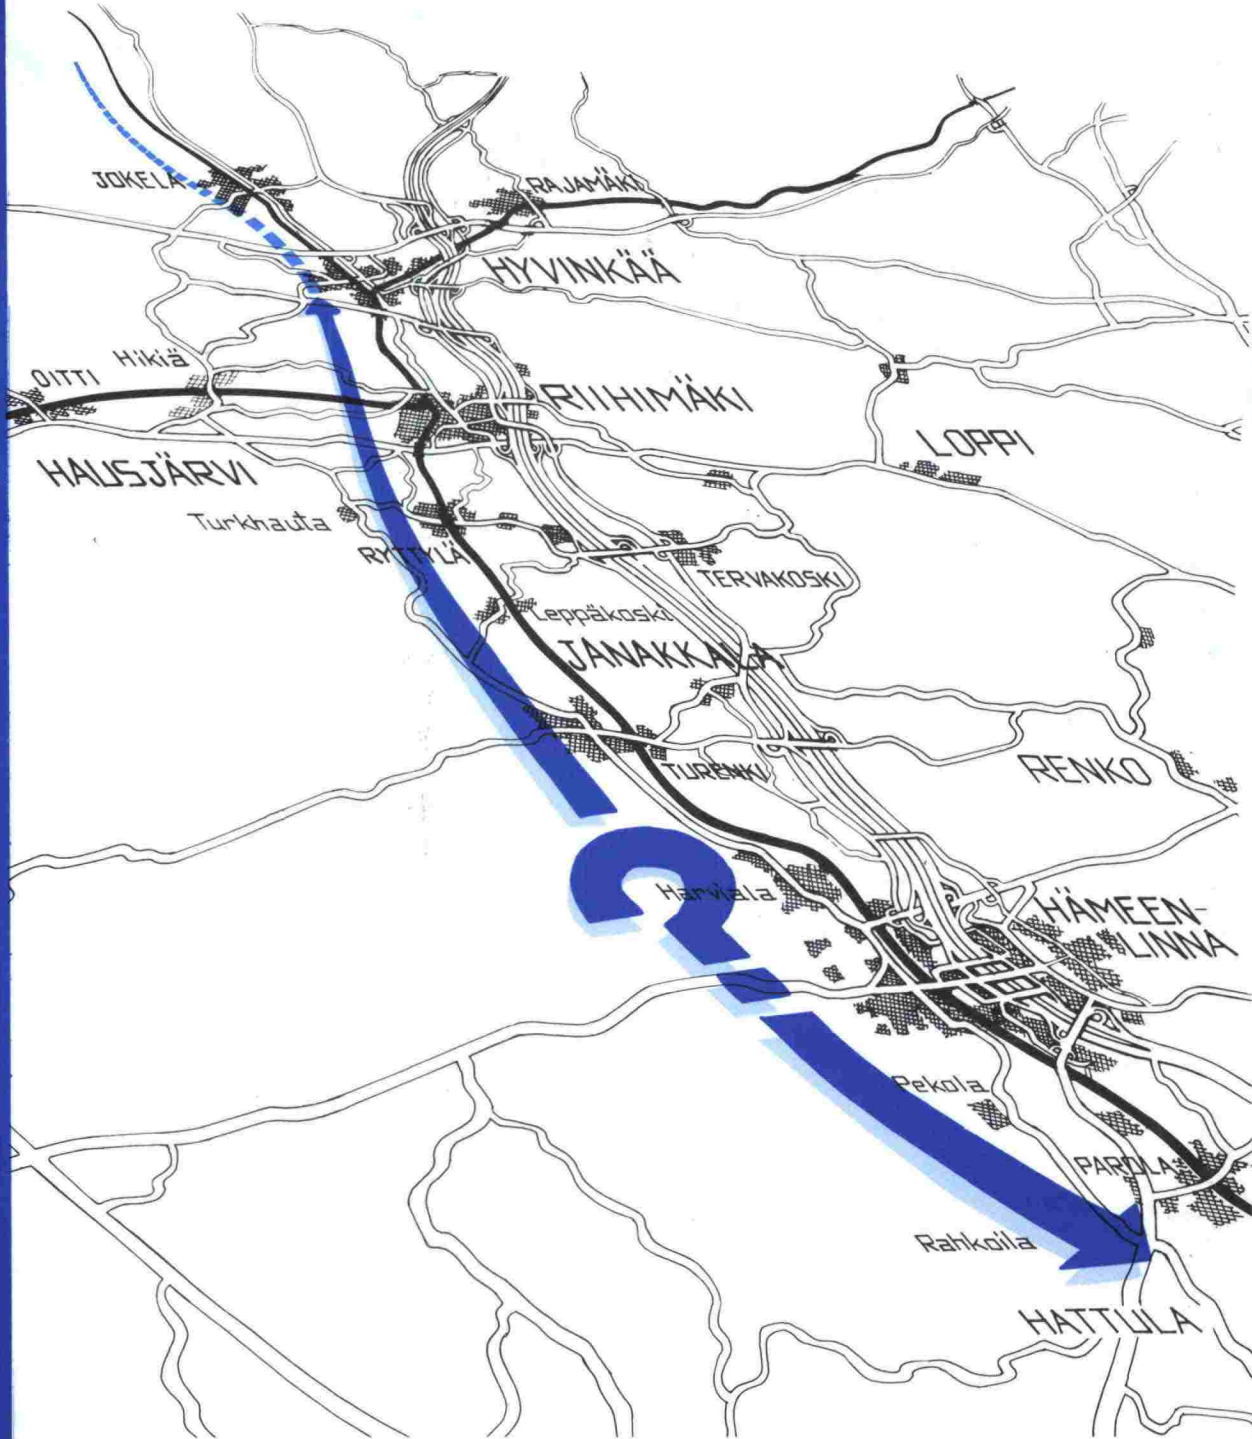 JOKELA
RAJAMÄKI
HYVINKÄÄ
Hikiä
OITTI
RIIHIMÄKI
LOPPI
HAUSJÄRVI
Turkhauta
RYTTYLÄ
TERVAKOSKI
Leppäkoski
JANAKKALA
TURENKI
RENKO
C
Harviala
HÄMEEN-
LINNA
Pekola
PAROLA
Rahkoila
HATTULA